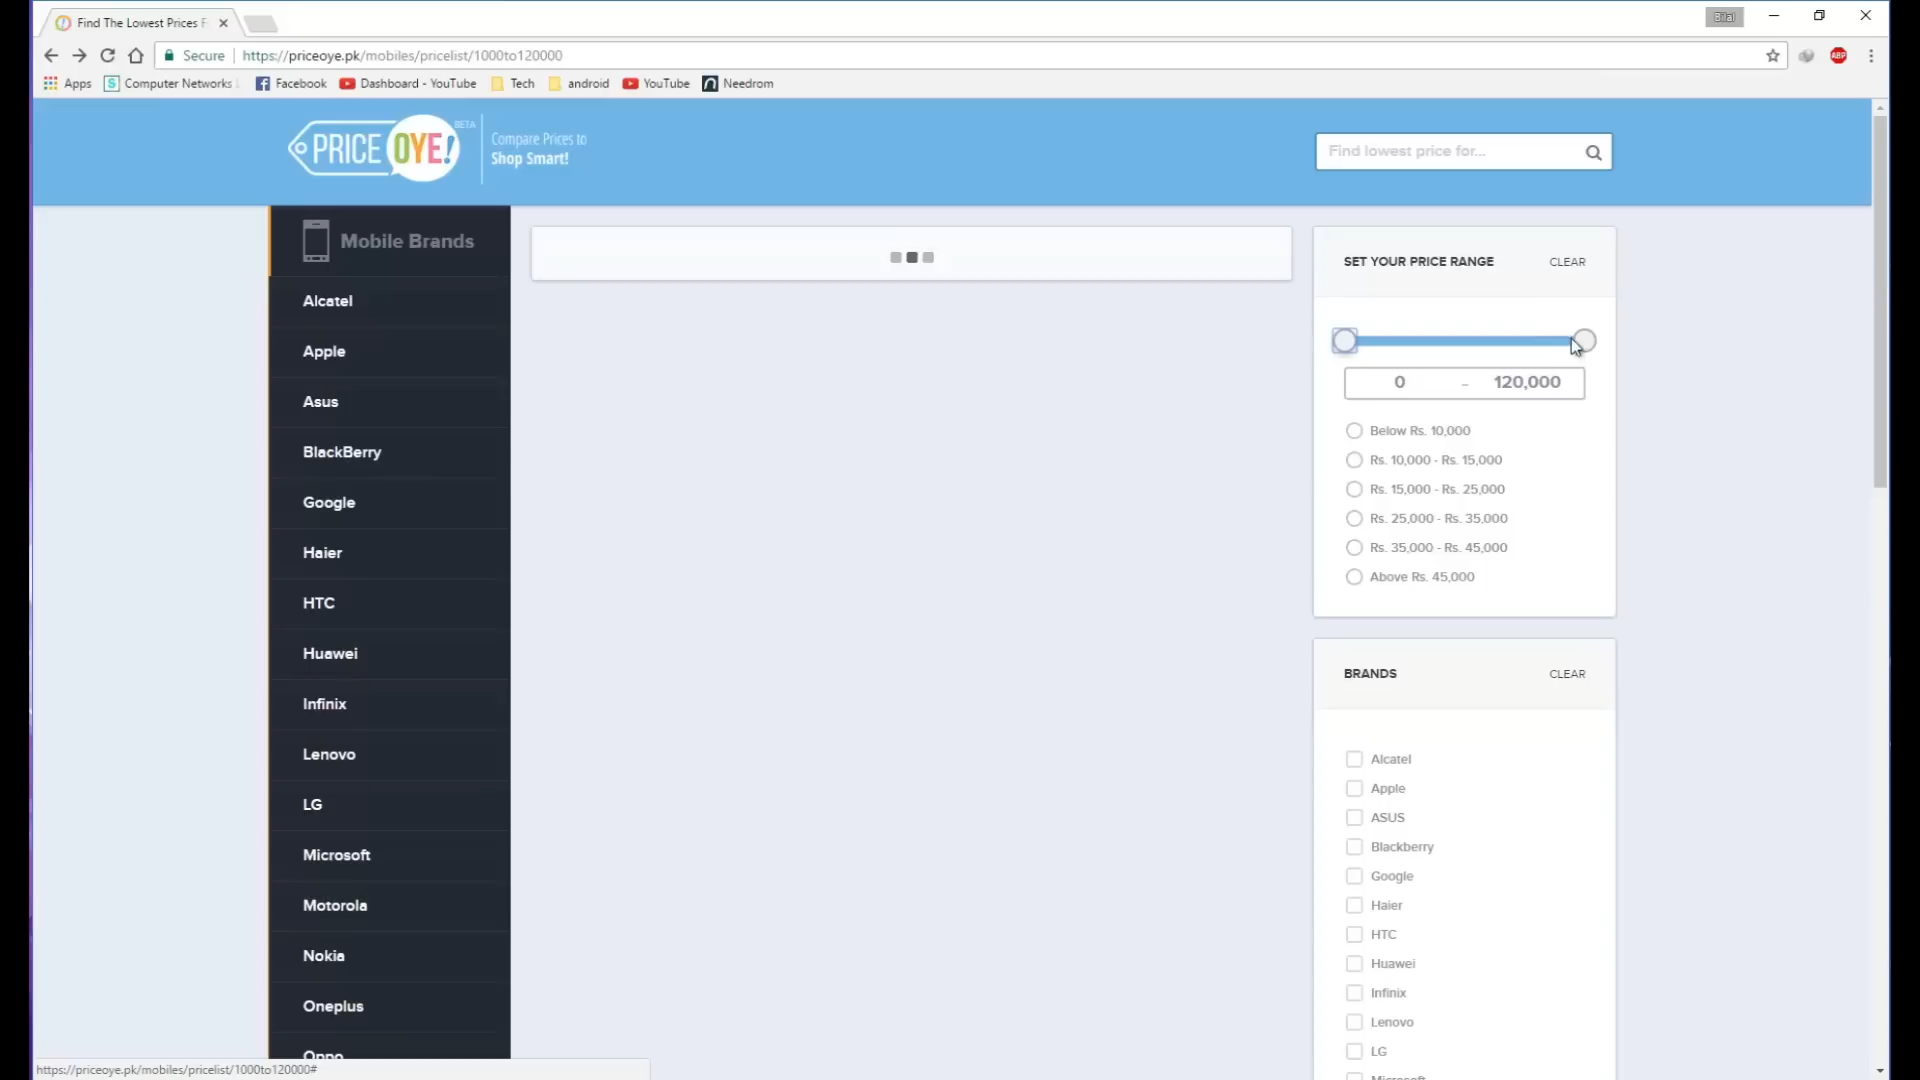 Find The Lowest Prices F
Bilal
Secure
https://priceoye.pk/mobiles/pricelist/1000to120000
ABP
Apps
Computer Networks
Facebook
Dashboard - YouTube
Tech
android
YouTube
Needrom
PRICE OYE!
BETA
Compare Prices to
Shop Smart!
Find lowest price for...
Mobile Brands
Alcatel
Apple
Asus
BlackBerry
Google
Haier
HTC
Huawei
Infinix
Lenovo
LG
Microsoft
Motorola
Nokia
Oneplus
Oppo
SET YOUR PRICE RANGE
CLEAR
0 - 120,000
Below Rs. 10,000
Rs. 10,000 - Rs. 15,000
Rs. 15,000 - Rs. 25,000
Rs. 25,000 - Rs. 35,000
Rs. 35,000 - Rs. 45,000
Above Rs. 45,000
BRANDS
CLEAR
Alcatel
Apple
ASUS
Blackberry
Google
Haier
HTC
Huawei
Infinix
Lenovo
LG
Microsoft
https://priceoye.pk/mobiles/pricelist/1000to120000#